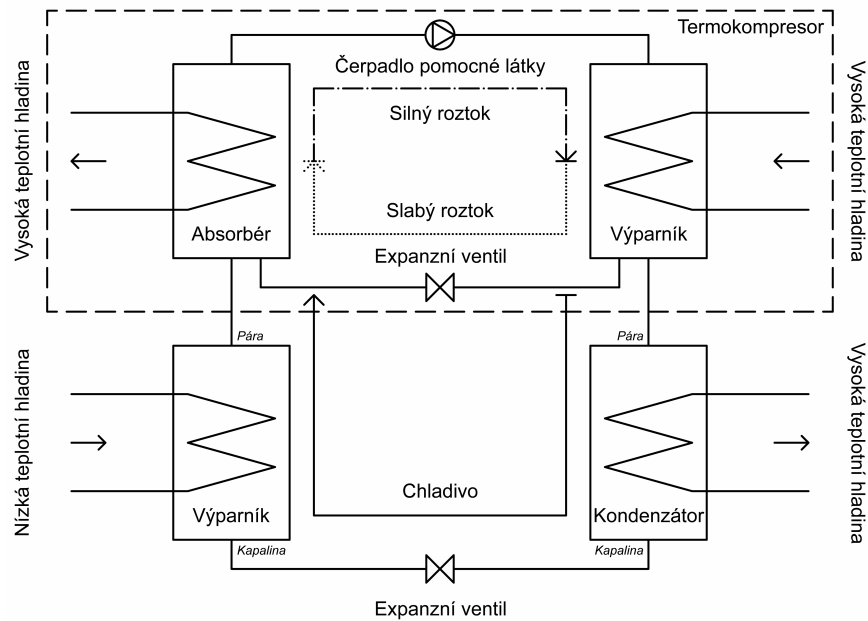 Termokompresor
Čerpadlo pomocné látky
Silný roztok
Vysoká teplotní hladina
Vysoká teplotní hladina
Slabý roztok
Absorbér
Výparník
Expanzní ventil
Pára
Pára
Nízká teplotní hladina
Vysoká teplotní hladina
Chladivo
Výparník
Kondenzátor
Kapalina
Kapalina
Expanzní ventil